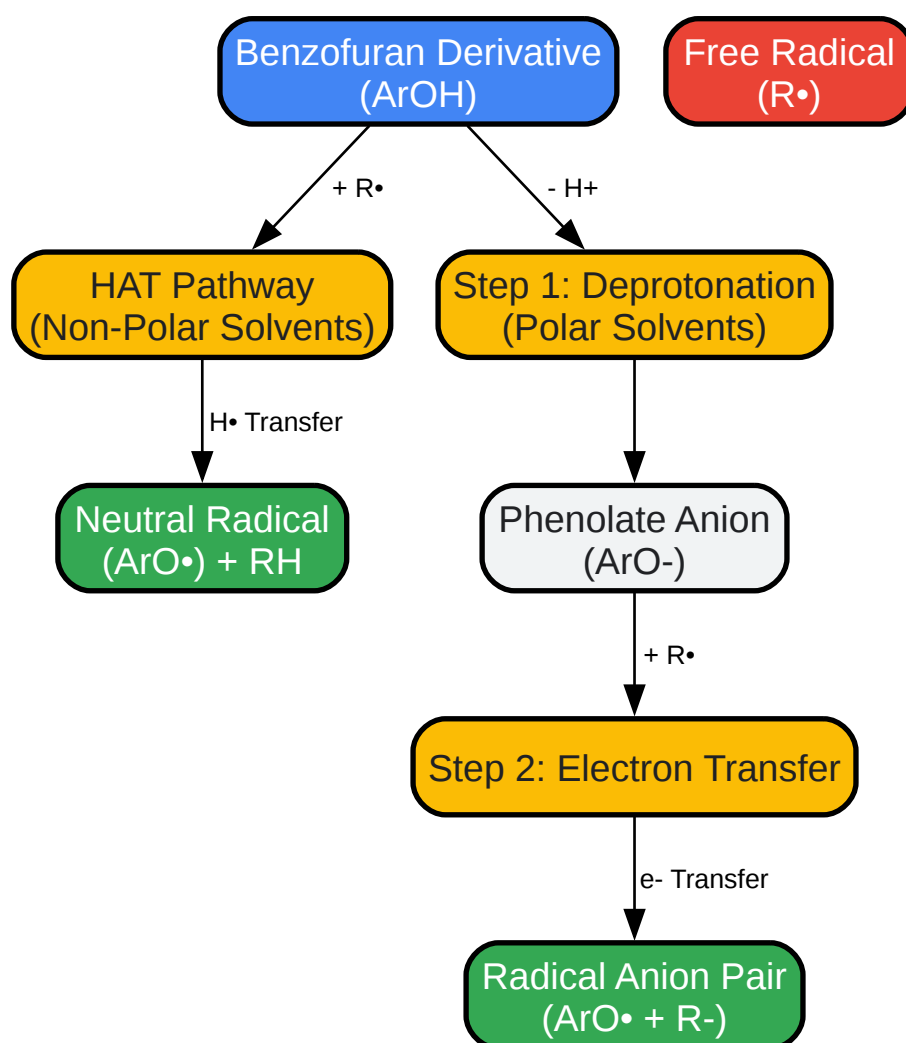 Benzofuran Derivative
(ArOH)
Free Radical
(R•)
+ R•
- H+
HAT Pathway
(Non-Polar Solvents)
Step 1: Deprotonation
(Polar Solvents)
H• Transfer
Neutral Radical
(ArO•) + RH
Phenolate Anion
(ArO-)
+ R•
Step 2: Electron Transfer
e- Transfer
Radical Anion Pair
(ArO• + R-)